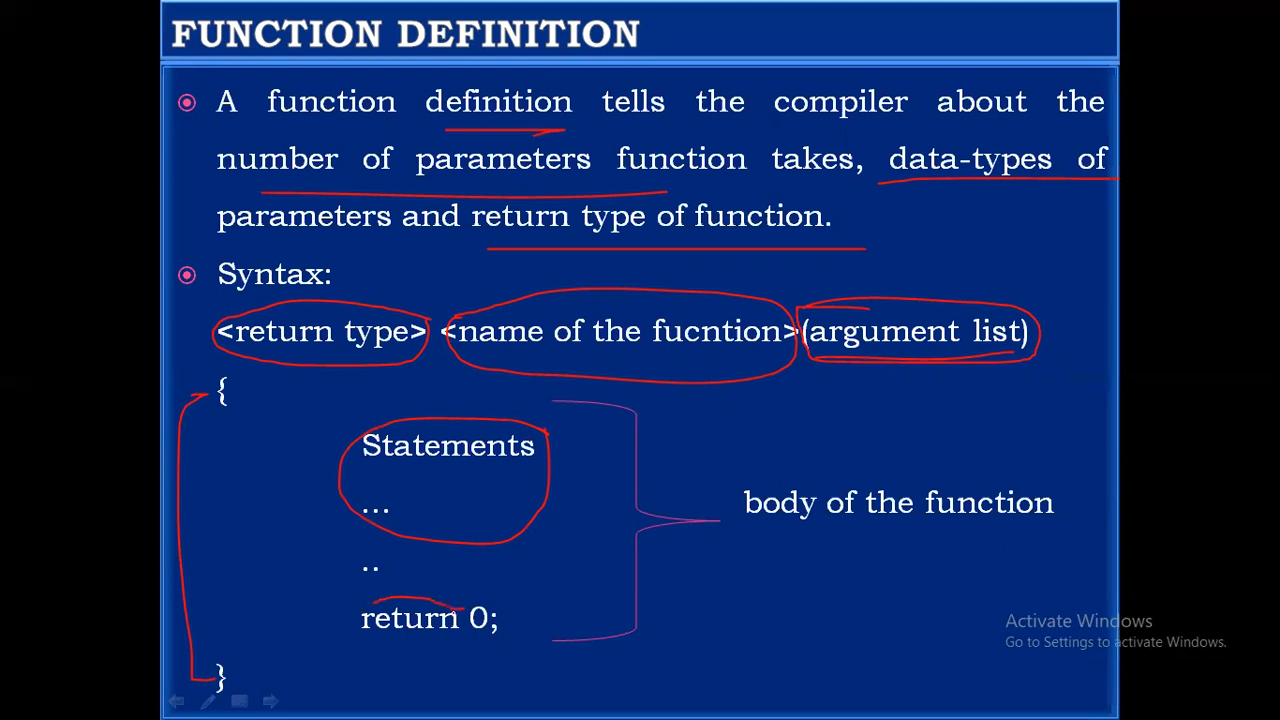 FUNCTION DEFINITION
A function definition tells the compiler about the
number of parameters function takes, data-types of
parameters and return type of function.
Syntax:
<return type> <name of the fucntion>(argument list)
{
Statements
...
..
return 0;
}
body of the function
Activate Windows
Go to Settings to activate Windows.